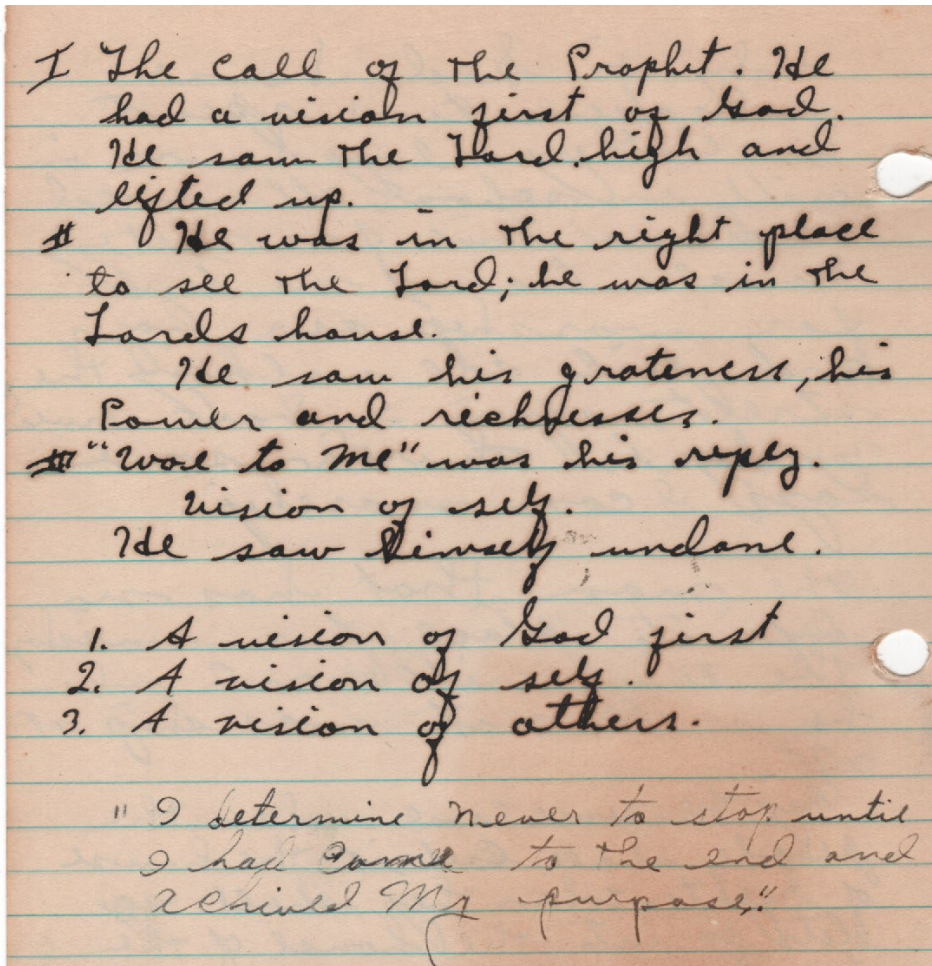 I The Call of the Prophet. He
had a vision first of God.
He saw the Lord. high and
lifted up.
II He was in the right place
to see the Lord; he was in the
Lords house.
He saw his grateness, his
Power and richnesses.
III "Woe to Me" was his reply.
vision of self.
He saw himself undone.
1. A vision of God first
2. A vision of self.
3. A vision of others.
"I determine never to stop until
I had come to the end and
achived My purpose."